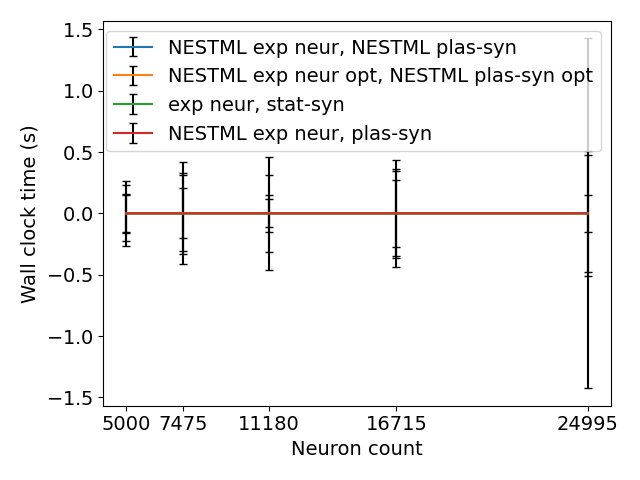 1.5
1.0
0.5
0.0
−0.5
−1.0
−1.5
Wall clock time (s)
NESTML exp neur, NESTML plas-syn
NESTML exp neur opt, NESTML plas-syn opt
exp neur, stat-syn
NESTML exp neur, plas-syn
5000 7475 11180 16715 24995
Neuron count